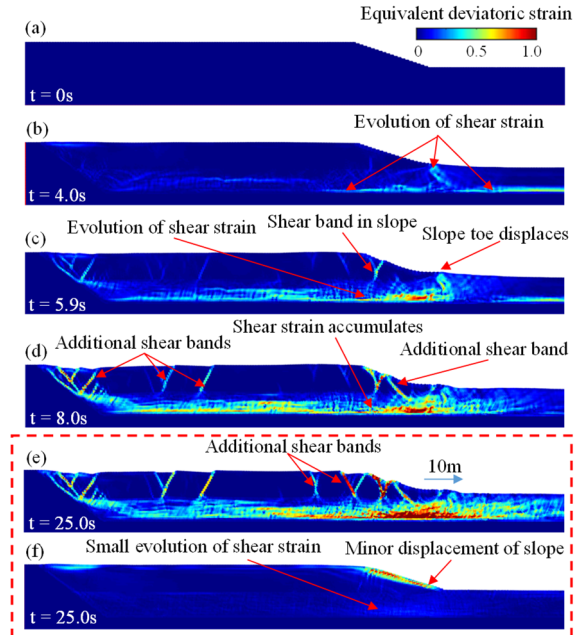 Equivalent deviatoric strain
(a)
0 0.5 1.0
t = 0s
(b)
Evolution of shear strain
t = 4.0s
Shear band in slope
Evolution of shear strain
Slope toe displaces
(c)
t = 5.9s
Shear strain accumulates
(d)
Additional shear bands
Additional shear band
t = 8.0s
Additional shear bands
(e)
10m
t = 25.0s
Small evolution of shear strain
Minor displacement of slope
(f)
t = 25.0s